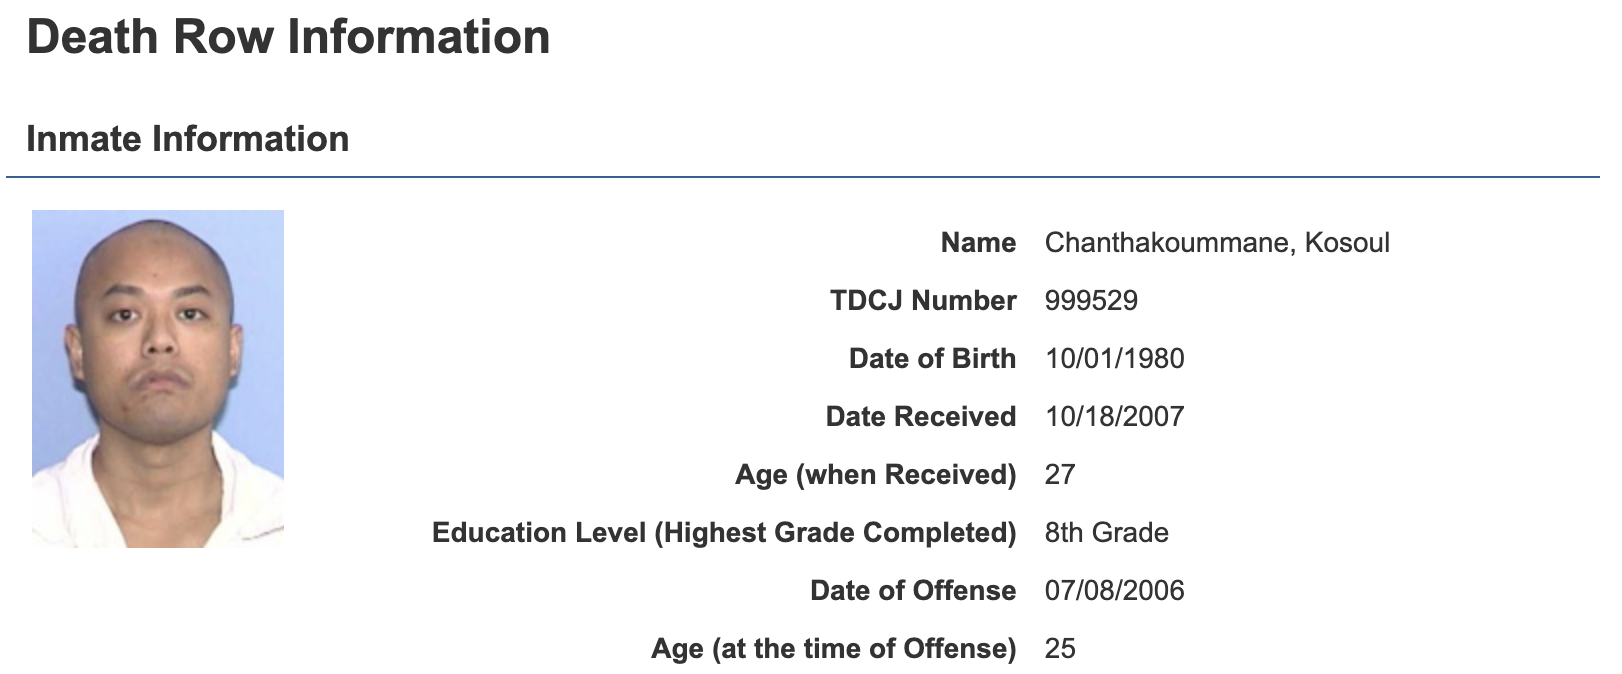 Death Row Information
Inmate Information
Name Chanthakoummane, Kosoul
TDCJ Number 999529
Date of Birth 10/01/1980
Date Received 10/18/2007
Age (when Received) 27
Education Level (Highest Grade Completed) 8th Grade
Date of Offense 07/08/2006
Age (at the time of Offense) 25